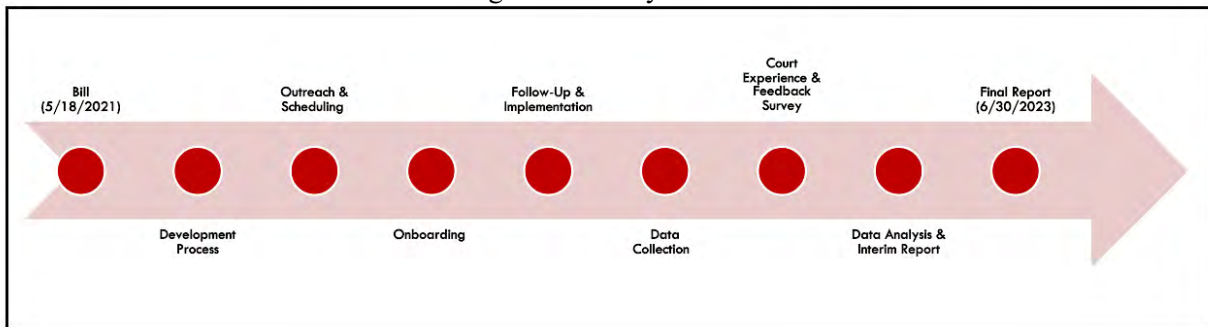 Bill
(5/18/2021)
Development
Process
Outreach &
Scheduling
Onboarding
Follow-Up &
Implementation
Data
Collection
Court
Experience &
Feedback
Survey
Data Analysis &
Interim Report
Final Report
(6/30/2023)